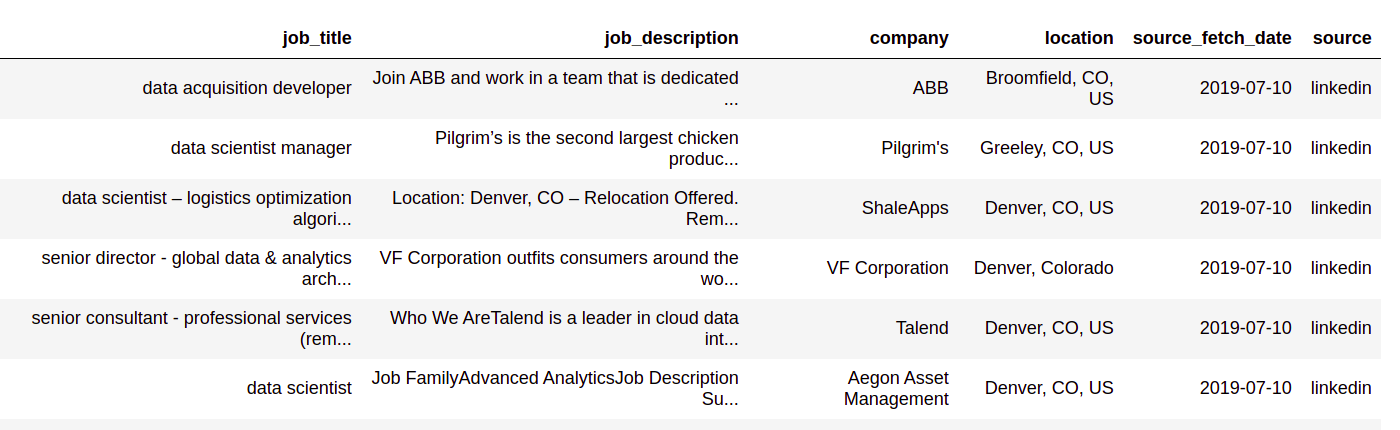 job_title job_description company location source_fetch_date source
data acquisition developer Join ABB and work in a team that is dedicated ... ABB Broomfield, CO, US 2019-07-10 linkedin
data scientist manager Pilgrim’s is the second largest chicken produc... Pilgrim's Greeley, CO, US 2019-07-10 linkedin
data scientist – logistics optimization algori... Location: Denver, CO – Relocation Offered. Rem... ShaleApps Denver, CO, US 2019-07-10 linkedin
senior director - global data & analytics arch... VF Corporation outfits consumers around the wo... VF Corporation Denver, Colorado 2019-07-10 linkedin
senior consultant - professional services (rem... Who We AreTalend is a leader in cloud data int... Talend Denver, CO, US 2019-07-10 linkedin
data scientist Job FamilyAdvanced AnalyticsJob Description Su... Aegon Asset Management Denver, CO, US 2019-07-10 linkedin